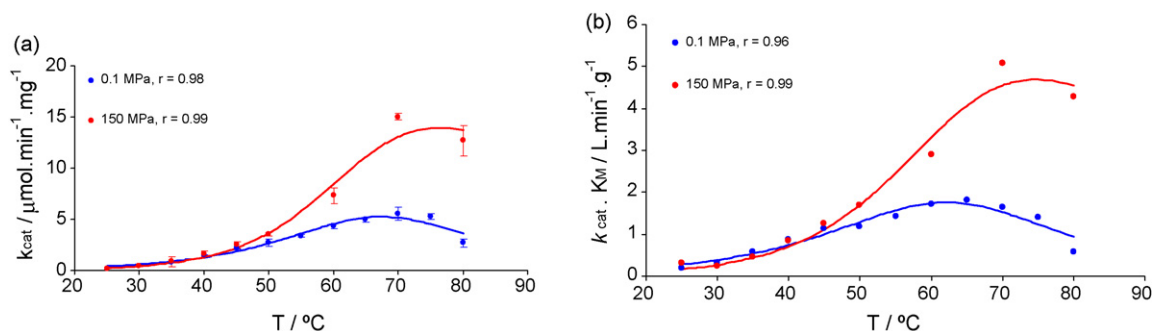 (a)
kcat / μmol.min⁻¹.mg⁻¹
20
15
10
5
0
0.1 MPa, r = 0.98
150 MPa, r = 0.99
20 30 40 50 60 70 80 90
T / ºC
(b)
kcat . KM / L.min⁻¹.g⁻¹
6
5
4
3
2
1
0
0.1 MPa, r = 0.96
150 MPa, r = 0.99
20 30 40 50 60 70 80 90
T / ºC